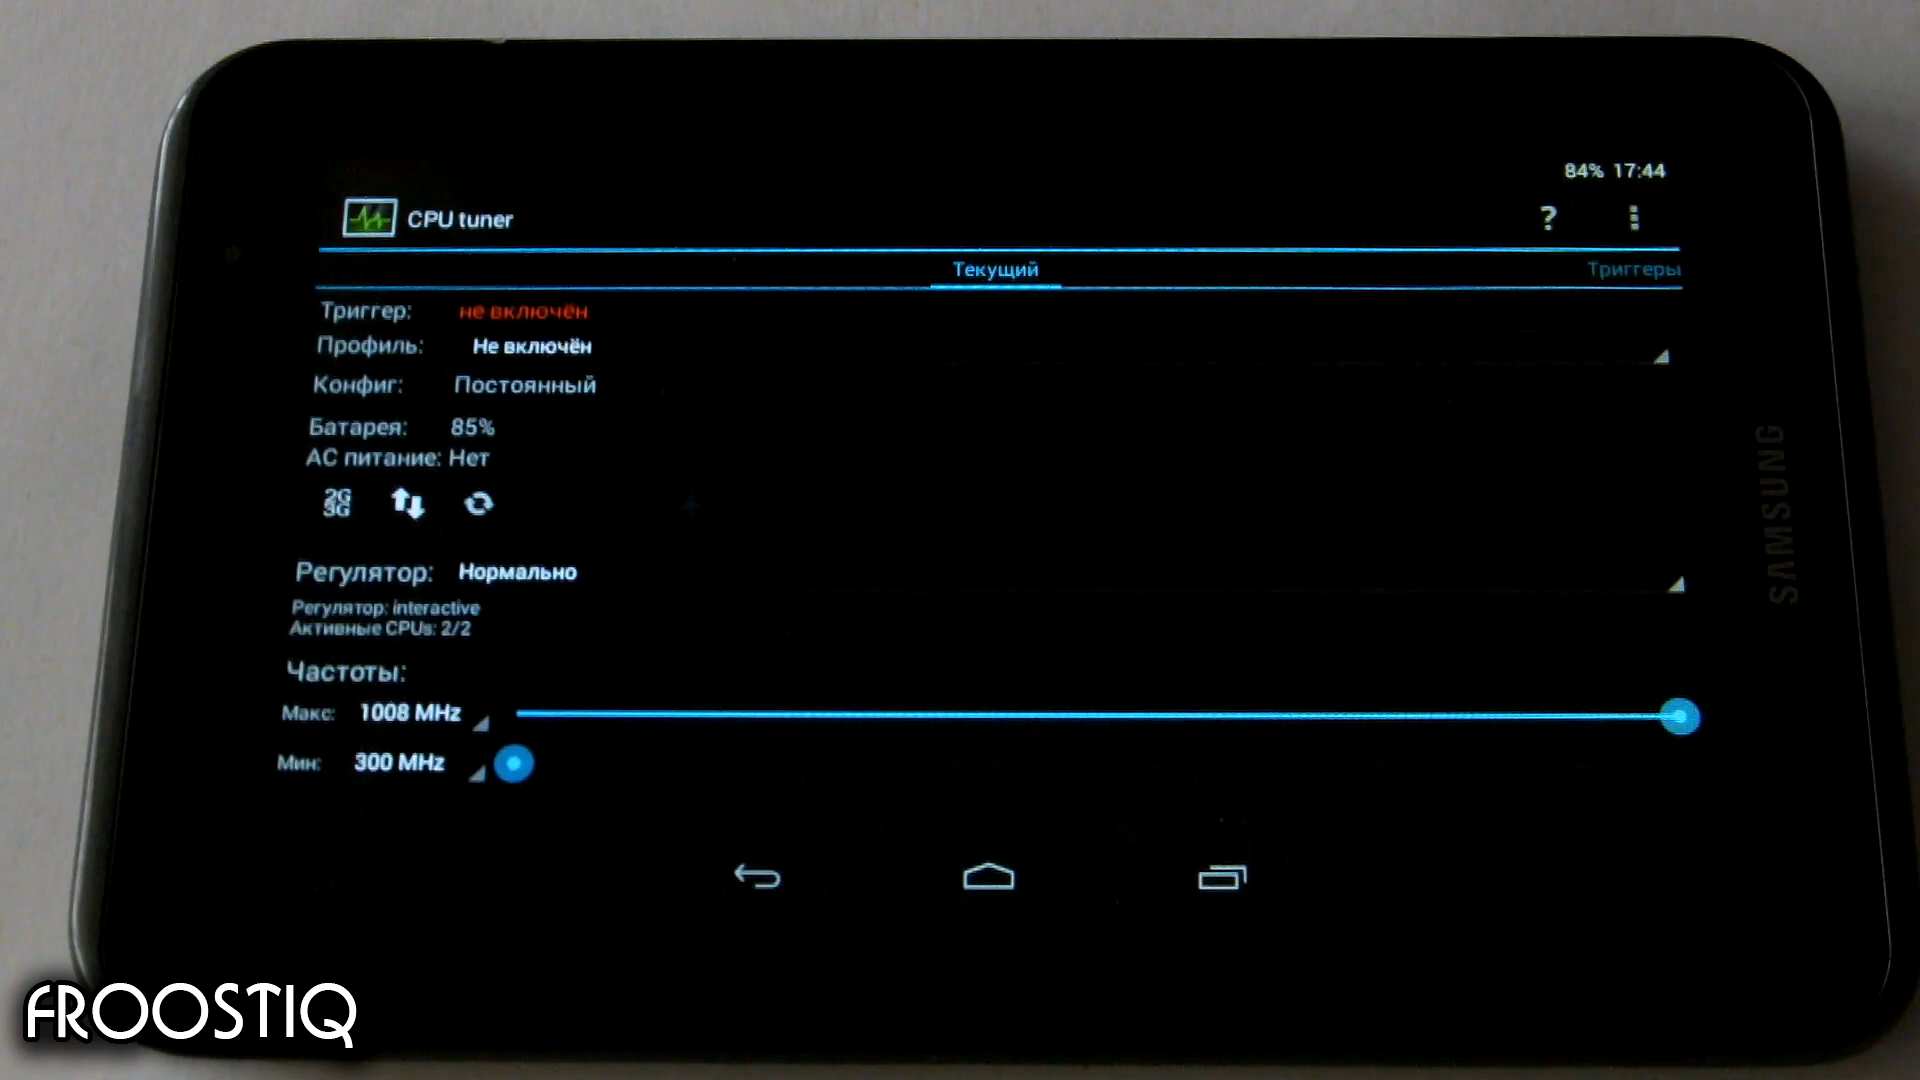 84% 17:44
CPU tuner
?
Текущий
Триггеры
Триггер: не включён
Профиль: Не включён
Конфиг: Постоянный
Батарея: 85%
AC питание: Нет
2G
3G
Регулятор: Нормально
Регулятор: interactive
Активные CPUs: 2/2
Частоты:
Макс: 1008 MHz
Мин: 300 MHz
SAMSUNG
FROOSTIQ